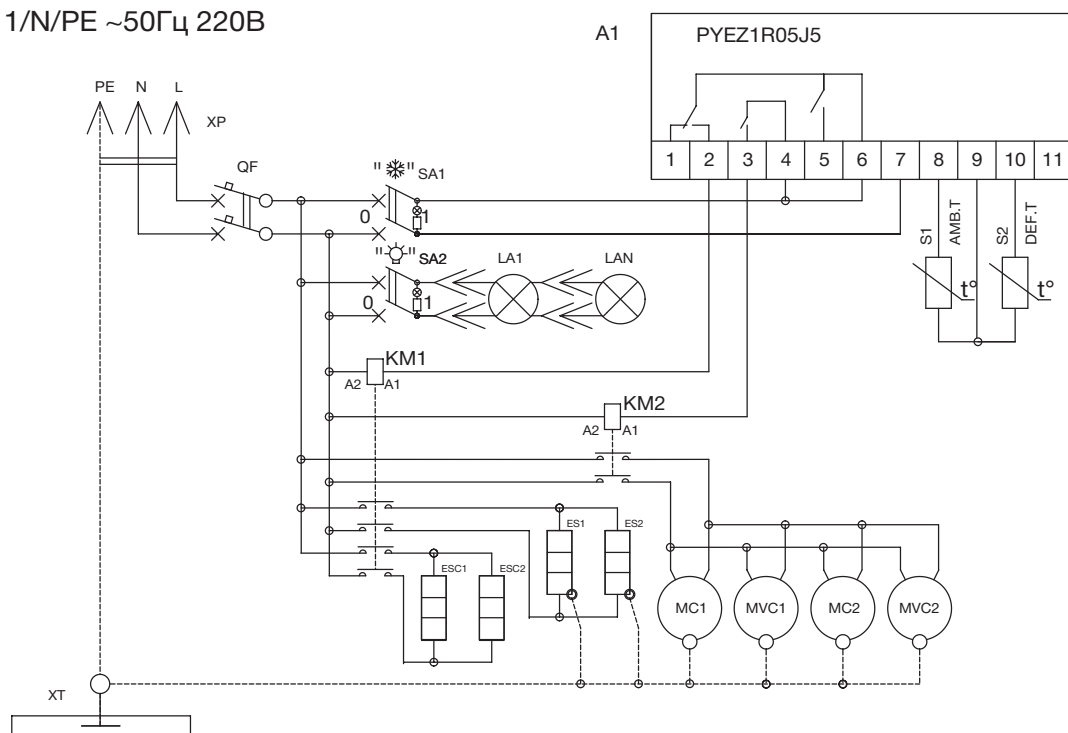 1/N/PE ~50Гц 220В
A1
PYEZ1R05J5
PE N L
XP
QF
1 2 3 4 5 6 7 8 9 10 11
" " SA1
0 1
" " SA2
0 1
LA1
LAN
S1
AMB.T
S2
DEF.T
t°
t°
KM1
A2 A1
KM2
A2 A1
ES1
ES2
ESC1
ESC2
MC1
MVC1
MC2
MVC2
XT